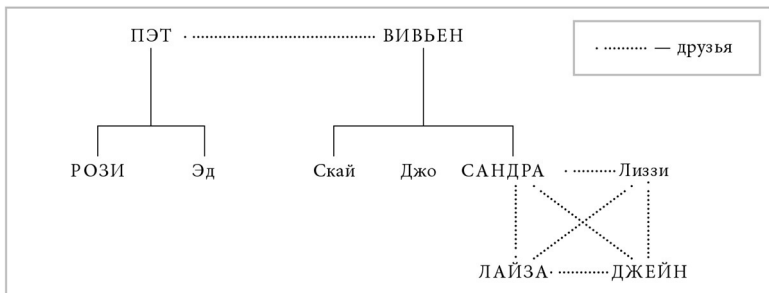 ПЭТ ВИВЬЕН
— друзья
РОЗИ Эд Скай Джо САНДРА Лиззи
ЛАЙЗА ДЖЕЙН